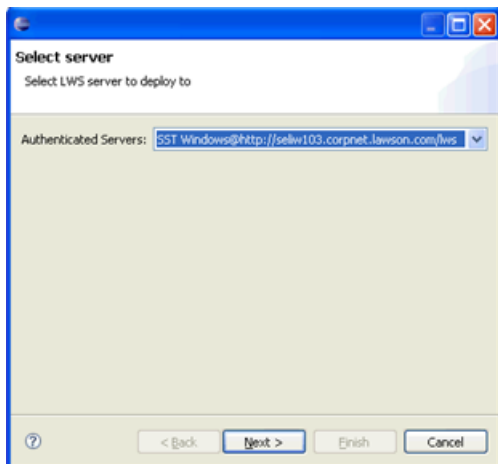 Select server
Select LWS server to deploy to
Authenticated Servers: SST Windows@http://seliw103.corpnet.lawson.com/lws
< Back Next > Finish Cancel